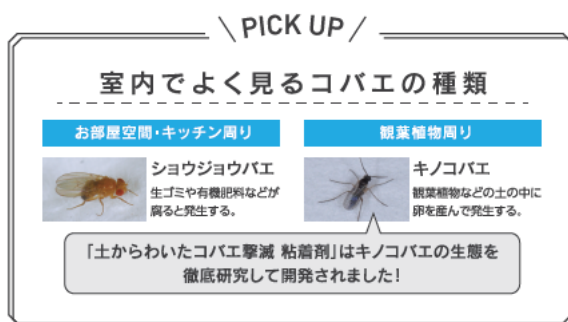 PICK UP
室内でよく見るコバエの種類
お部屋空間・キッチン周り
ショウジョウバエ
生ゴミや有機肥料などが
腐ると発生する。
観葉植物周り
キノコバエ
観葉植物などの土の中に
卵を産んで発生する。
「土からわいたコバエ撃滅 粘着剤」はキノコバエの生態を
徹底研究して開発されました!